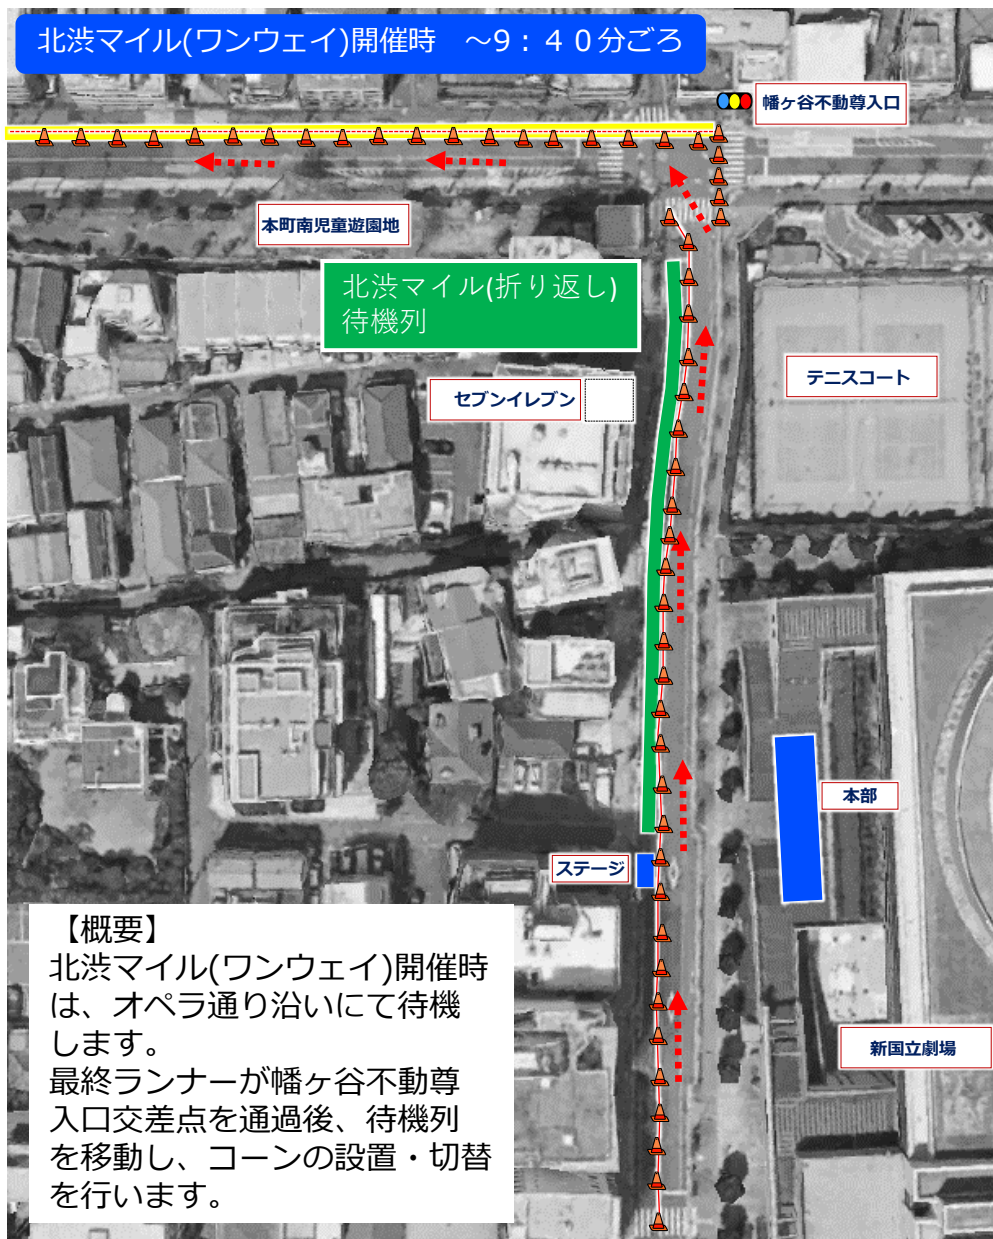 北渋マイル(ワンウェイ)開催時　～9：４０分ごろ
幡ヶ谷不動尊入口
本町南児童遊園地
北渋マイル(折り返し)
待機列
テニスコート
セブンイレブン
本部
ステージ
【概要】
北渋マイル(ワンウェイ)開催時
は、オペラ通り沿いにて待機
します。
最終ランナーが幡ヶ谷不動尊
入口交差点を通過後、待機列
を移動し、コーンの設置・切替
を行います。
新国立劇場